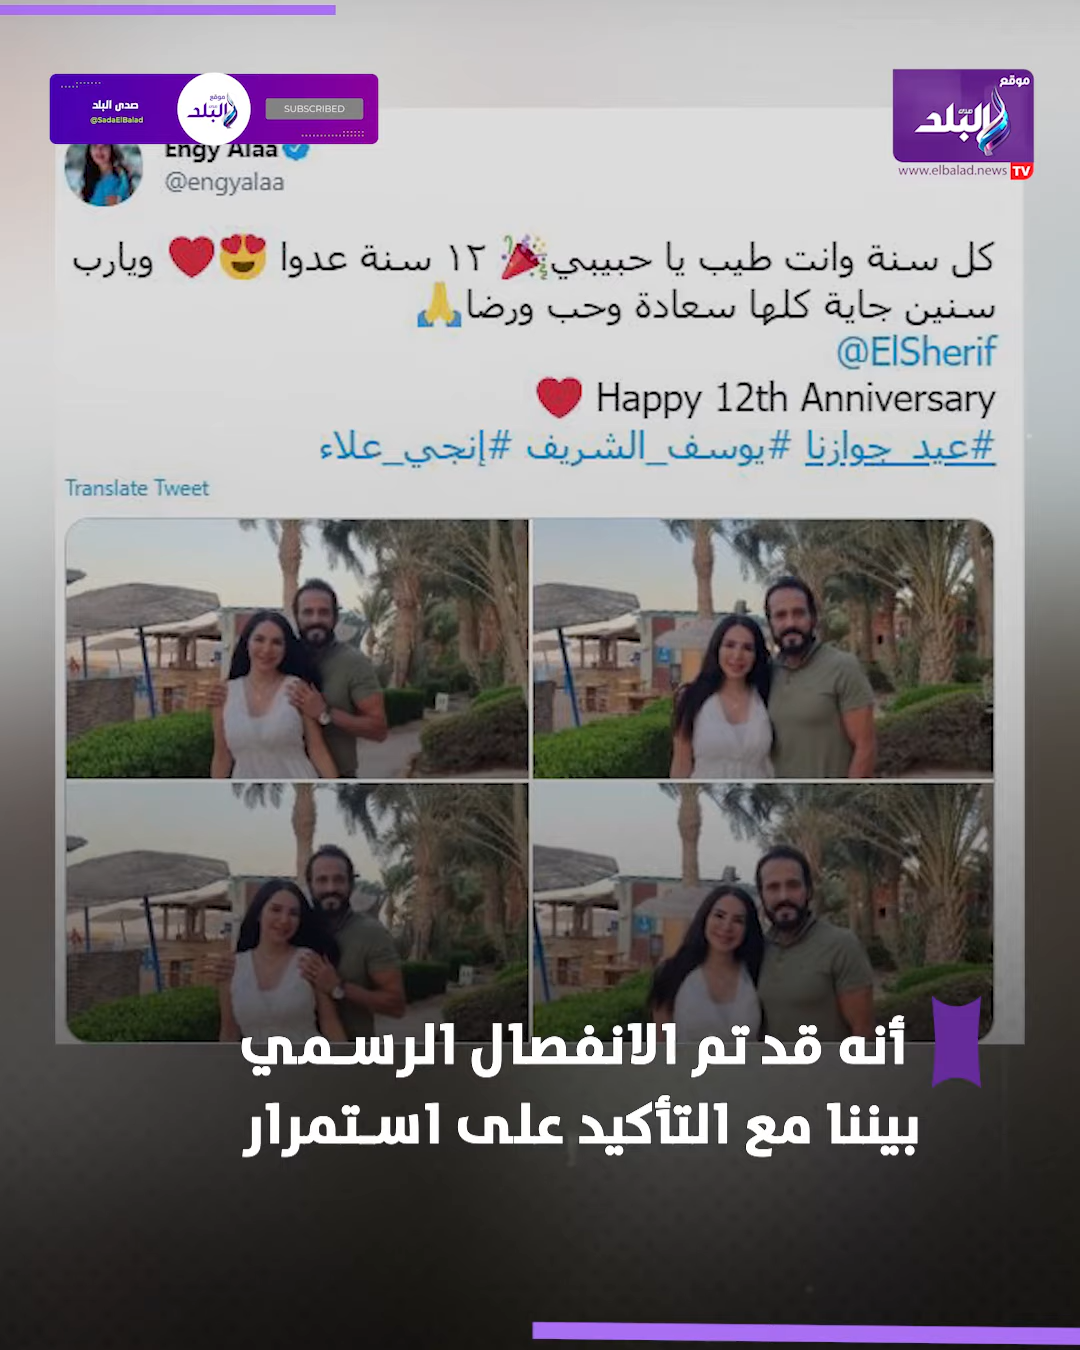 صدى البلد
@SadaElBalad
موقع
البلد
SUBSCRIBED
موقع
صدى
البلد
www.elbalad.news TV
Engy Alaa
@engyalaa
كل سنة وانت طيب يا حبيبي🎉 ١٢ سنة عدوا 😍❤️ ويارب
سنين جاية كلها سعادة وحب ورضا🙏
@ElSherif
Happy 12th Anniversary ❤️
#عيد_جوازنا #يوسف_الشريف #إنجي_علاء
Translate Tweet
أنه قد تم الانفصال الرسمي
بيننا مع التأكيد على استمرار